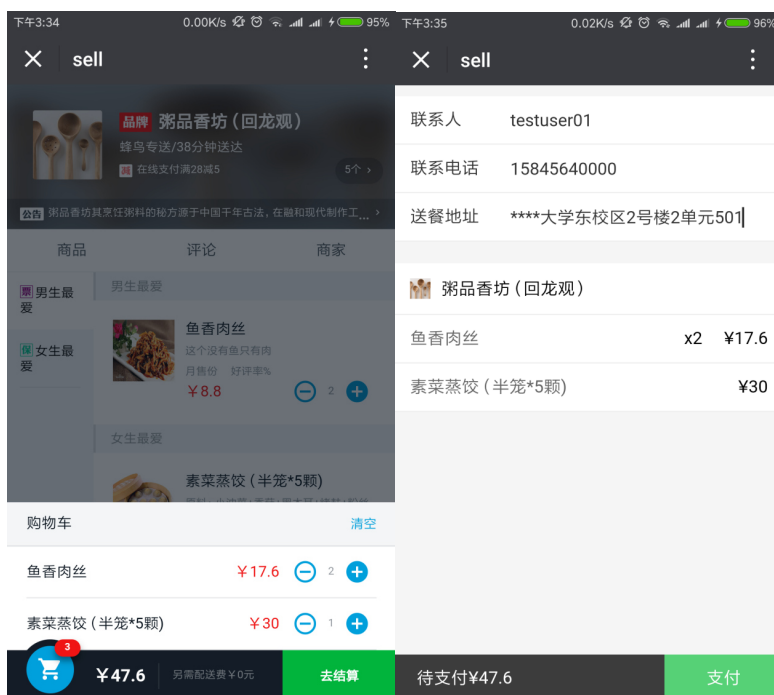 下午3:34
0.00K/s
95%
sell
品牌 粥品香坊（回龙观）
蜂鸟专送/38分钟送达
减 在线支付满28减5
5个 >
公告 粥品香坊其烹饪粥料的秘方源于中国千年古法，在融和现代制作工... >
商品
评论
商家
票 男生最
爱
保 女生最
爱
男生最爱
鱼香肉丝
这个没有鱼只有肉
月售份 好评率%
￥8.8
2
女生最爱
素菜蒸饺（半笼*5颗）
购物车
清空
鱼香肉丝
￥17.6
2
素菜蒸饺（半笼*5颗）
￥30
1
3
￥47.6
另需配送费￥0元
去结算
下午3:35
0.02K/s
96%
sell
联系人 testuser01
联系电话 15845640000
送餐地址 ****大学东校区2号楼2单元501
粥品香坊（回龙观）
鱼香肉丝 x2 ¥17.6
素菜蒸饺（半笼*5颗） ¥30
待支付¥47.6
支付